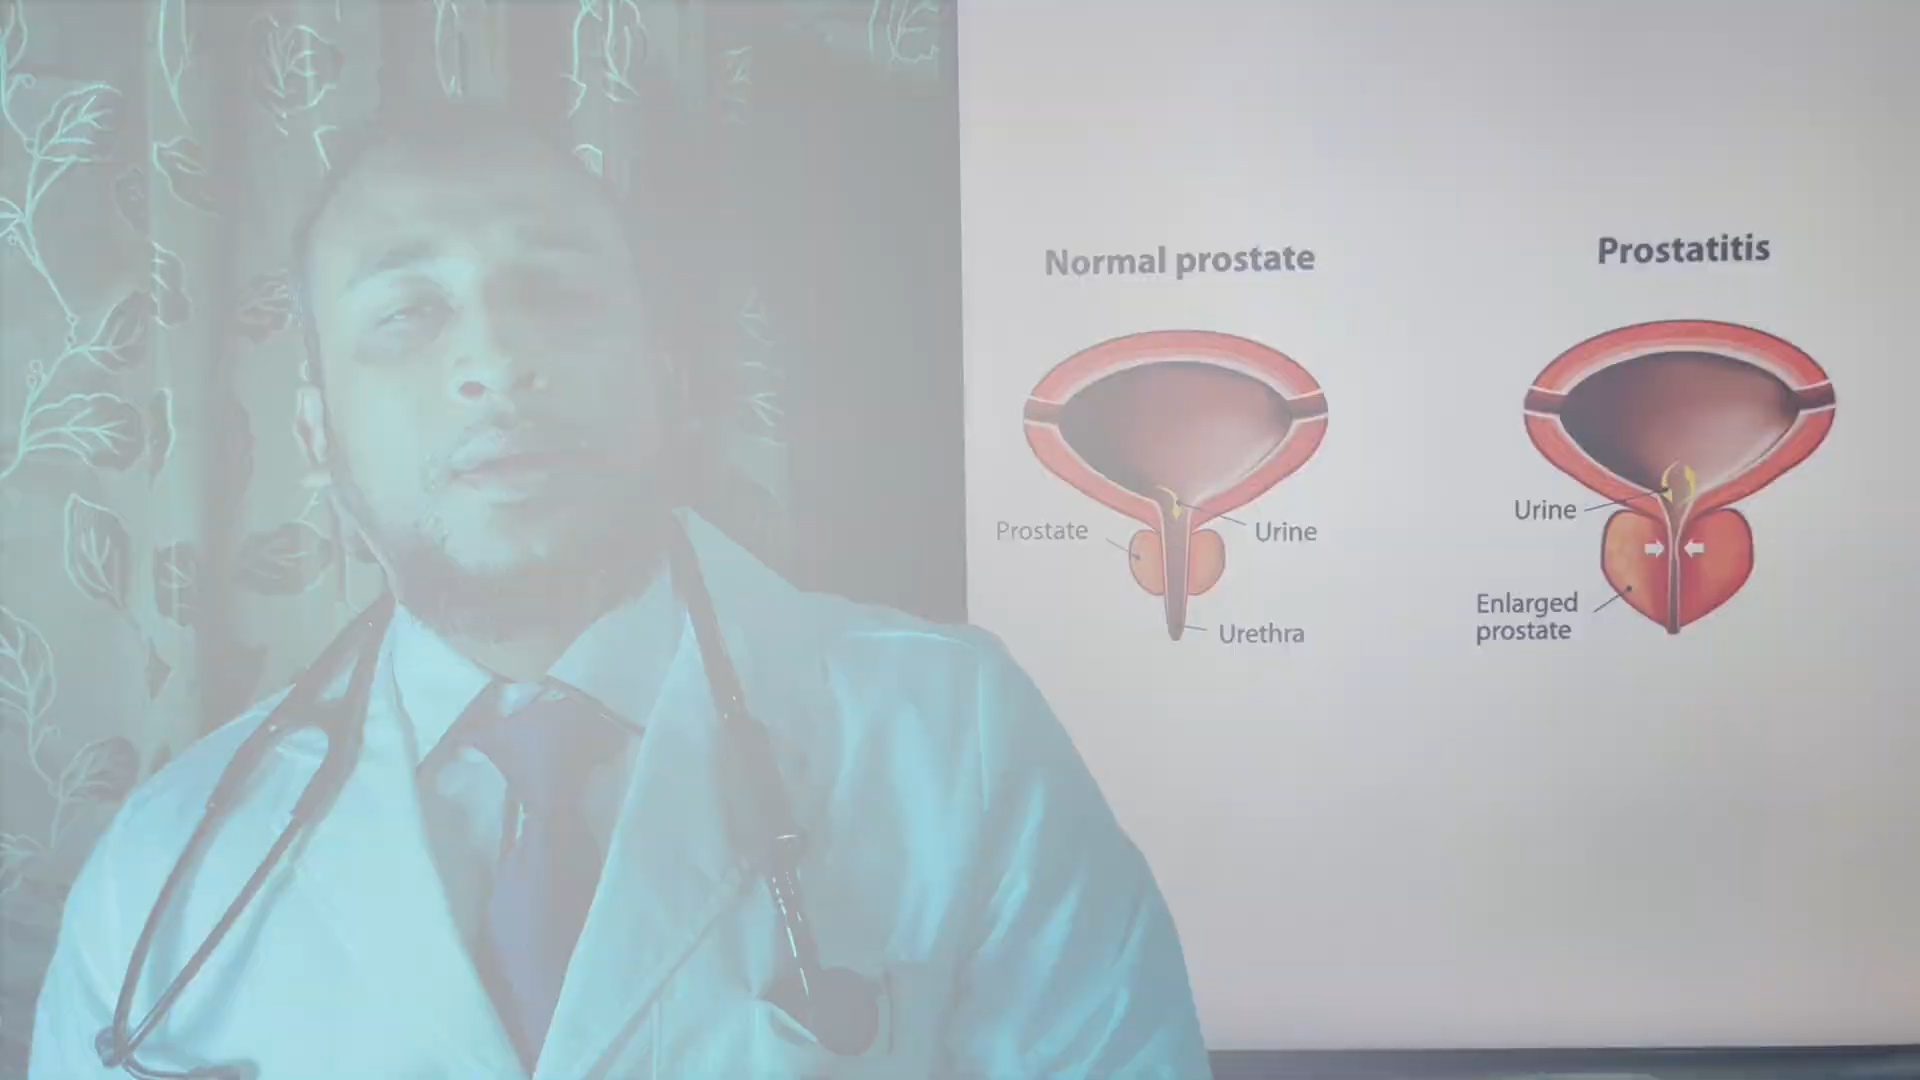 Normal prostate
Prostate
Urine
Urethra
Prostatitis
Urine
Enlarged
prostate